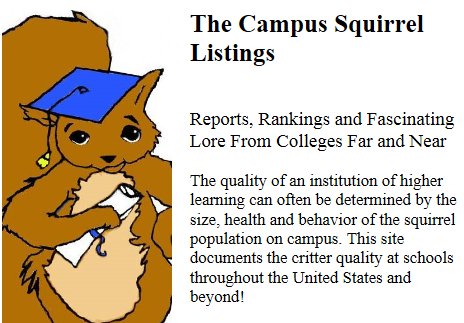 The Campus Squirrel
Listings
Reports, Rankings and Fascinating
Lore From Colleges Far and Near
The quality of an institution of higher
learning can often be determined by the
size, health and behavior of the squirrel
population on campus. This site
documents the critter quality at schools
throughout the United States and
beyond!